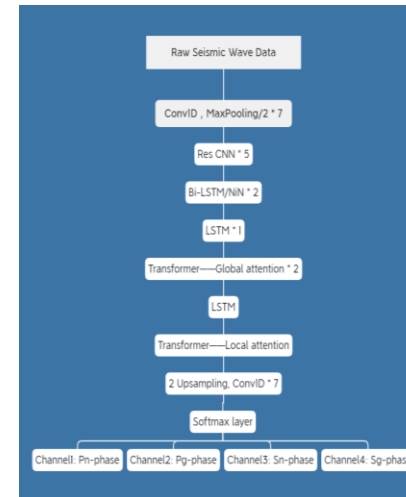 Raw Seismic Wave Data
ConvID , MaxPooling/2 * 7
Res CNN * 5
Bi-LSTM/NiN * 2
LSTM * 1
Transformer——Global attention * 2
LSTM
Transformer——Local attention
2 Upsampling, ConvID * 7
Softmax layer
Channel1: Pn-phase Channel2: Pg-phase Channel3: Sn-phase Channel4: Sg-phas